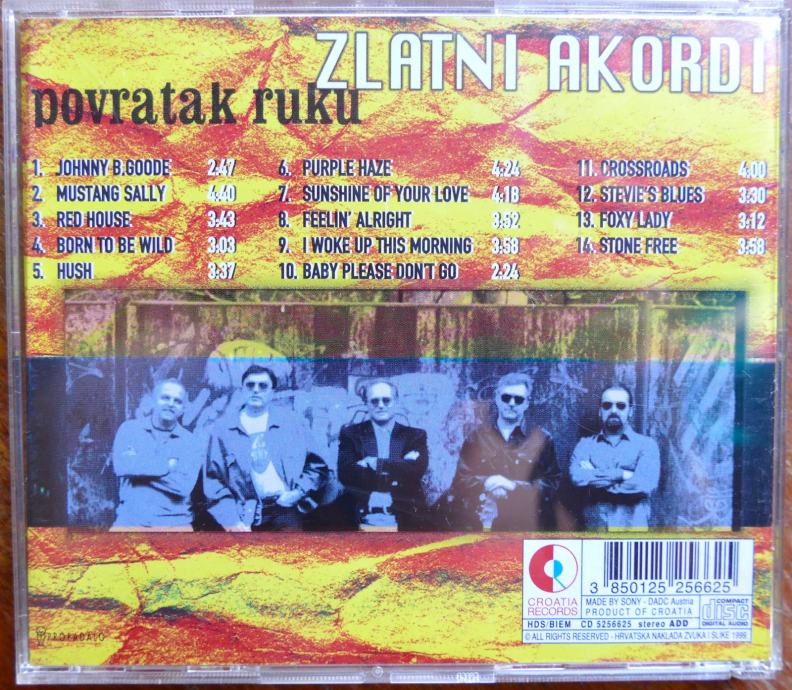 ZLATNI AKORDI
povratak ruku
1. JOHNNY B.GOODE 2:47
2. MUSTANG SALLY 4:40
3. RED HOUSE 3:43
4. BORN TO BE WILD 3:03
5. HUSH 3:37
6. PURPLE HAZE 4:24
7. SUNSHINE OF YOUR LOVE 4:18
8. FEELIN' ALRIGHT 3:52
9. I WOKE UP THIS MORNING 3:58
10. BABY PLEASE DON'T GO 2:24
11. CROSSROADS 4:00
12. STEVIE'S BLUES 3:30
13. FOXY LADY 3:12
14. STONE FREE 3:58
CROATIA
RECORDS
3 850125 256625
MADE BY SONY - DADC Austria
PRODUCT OF CROATIA
COMPACT
disc
DIGITAL AUDIO
HDS/BIEM CD 5256625 stereo ADD
© ALL RIGHTS RESERVED - HRVATSKA NAKLADA ZVUKA I SLIKE 1999
PROPADALO